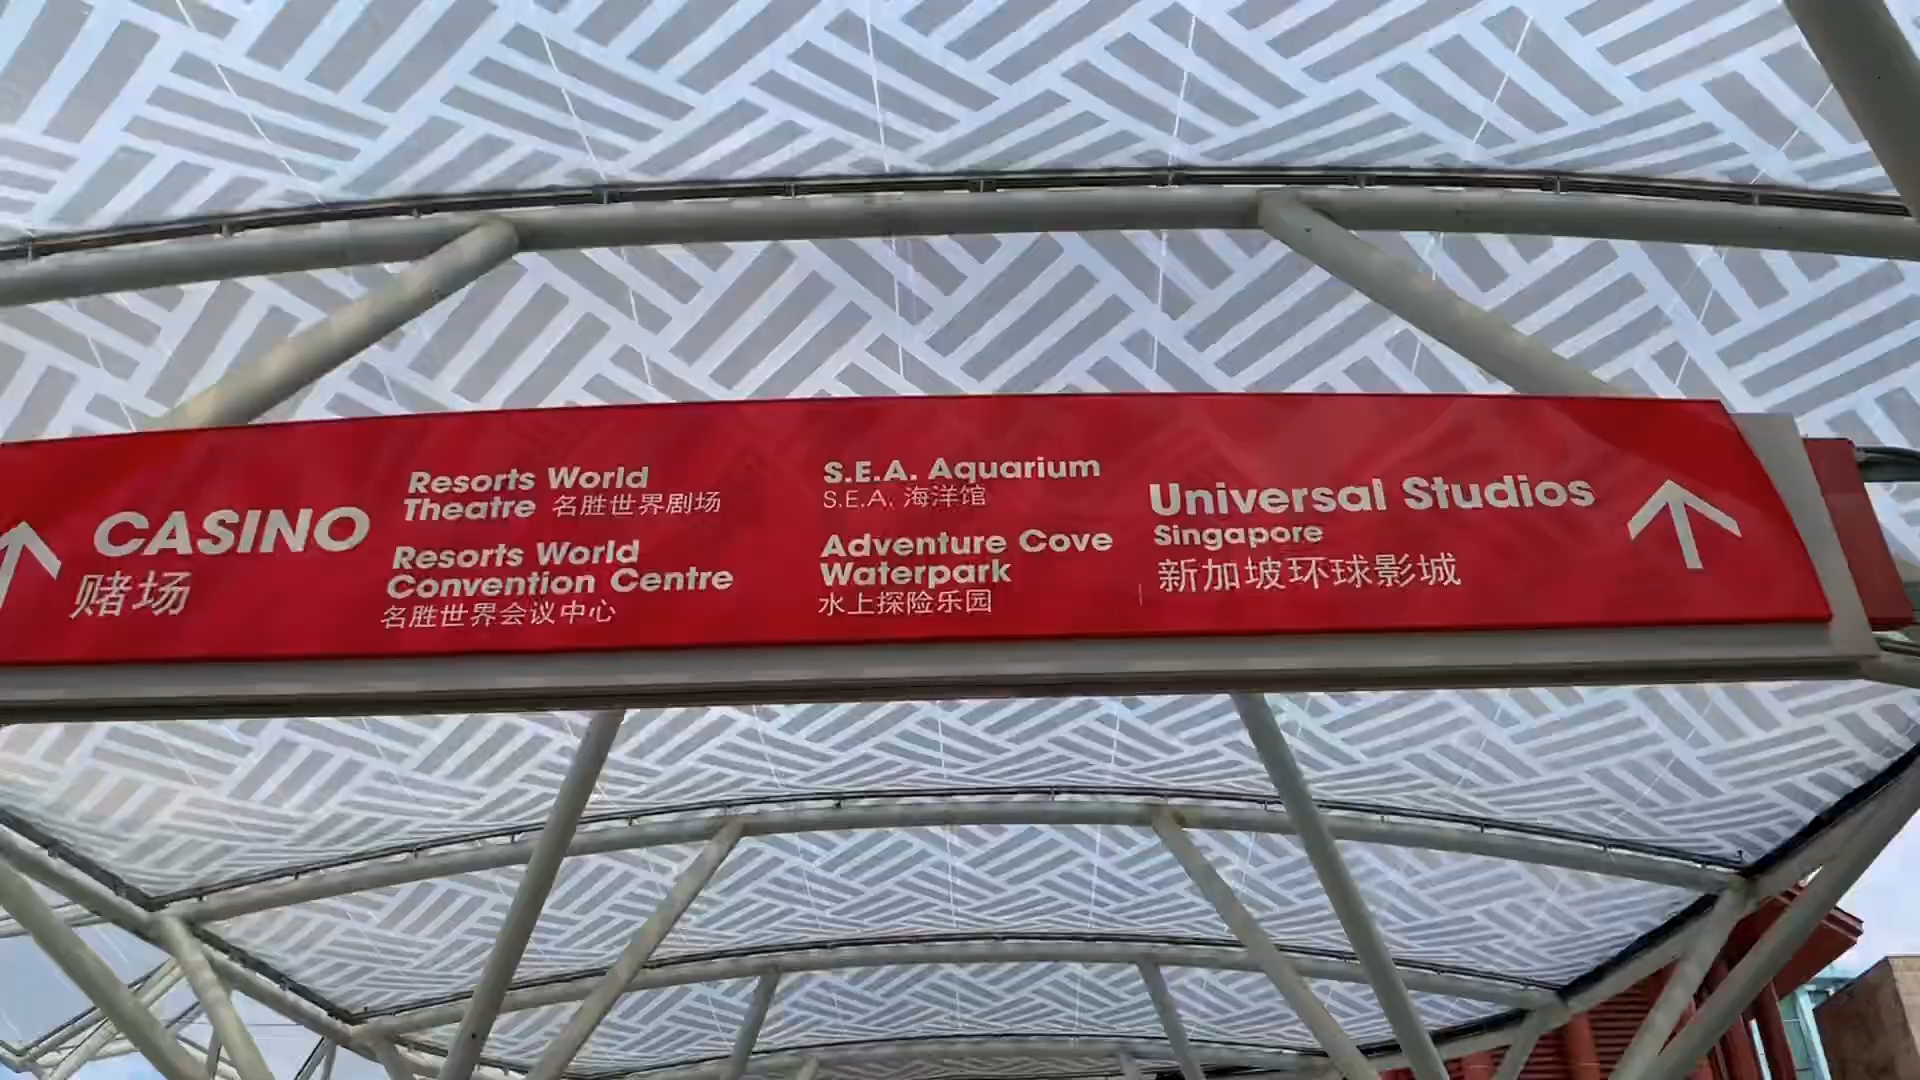 CASINO
赌场
Resorts World
Theatre 名胜世界剧场
Resorts World
Convention Centre
名胜世界会议中心
S.E.A. Aquarium
S.E.A. 海洋馆
Adventure Cove
Waterpark
水上探险乐园
Universal Studios
Singapore
新加坡环球影城